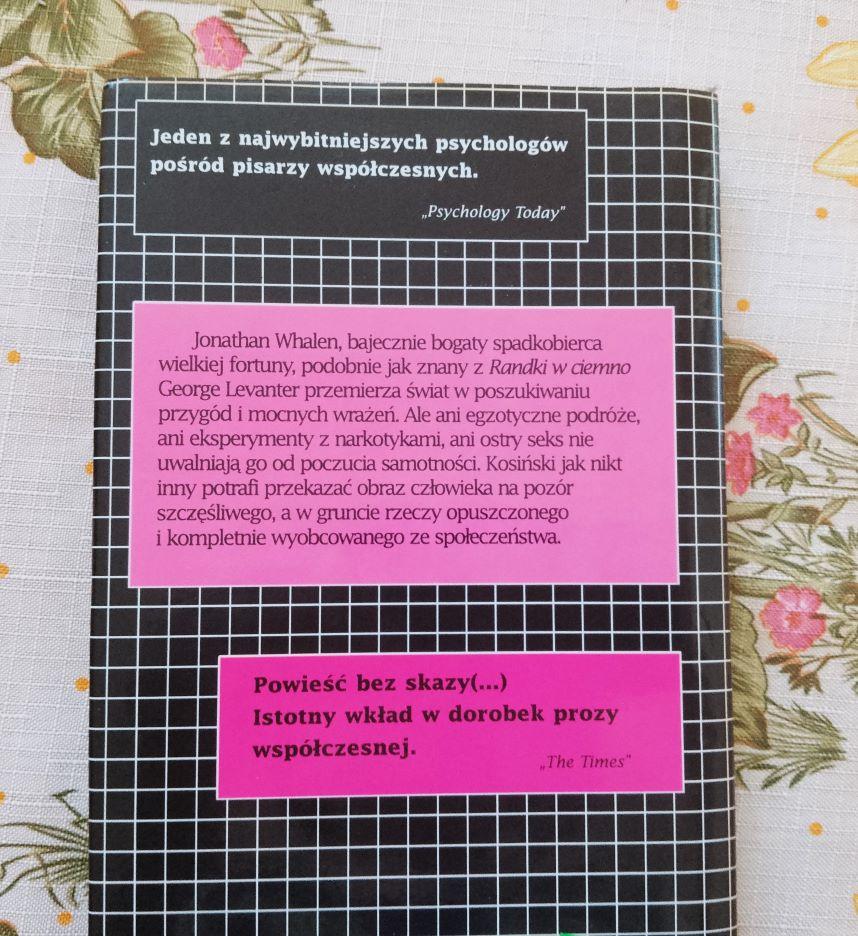 Jeden z najwybitniejszych psychologów
pośród pisarzy współczesnych.
„Psychology Today”
Jonathan Whalen, bajecznie bogaty spadkobierca
wielkiej fortuny, podobnie jak znany z Randki w ciemno
George Levanter przemierza świat w poszukiwaniu
przygód i mocnych wrażeń. Ale ani egzotyczne podróże,
ani eksperymenty z narkotykami, ani ostry seks nie
uwalniają go od poczucia samotności. Kosiński jak nikt
inny potrafi przekazać obraz człowieka na pozór
szczęśliwego, a w gruncie rzeczy opuszczonego
i kompletnie wyobcowanego ze społeczeństwa.
Powieść bez skazy(...)
Istotny wkład w dorobek prozy
współczesnej.
„The Times”